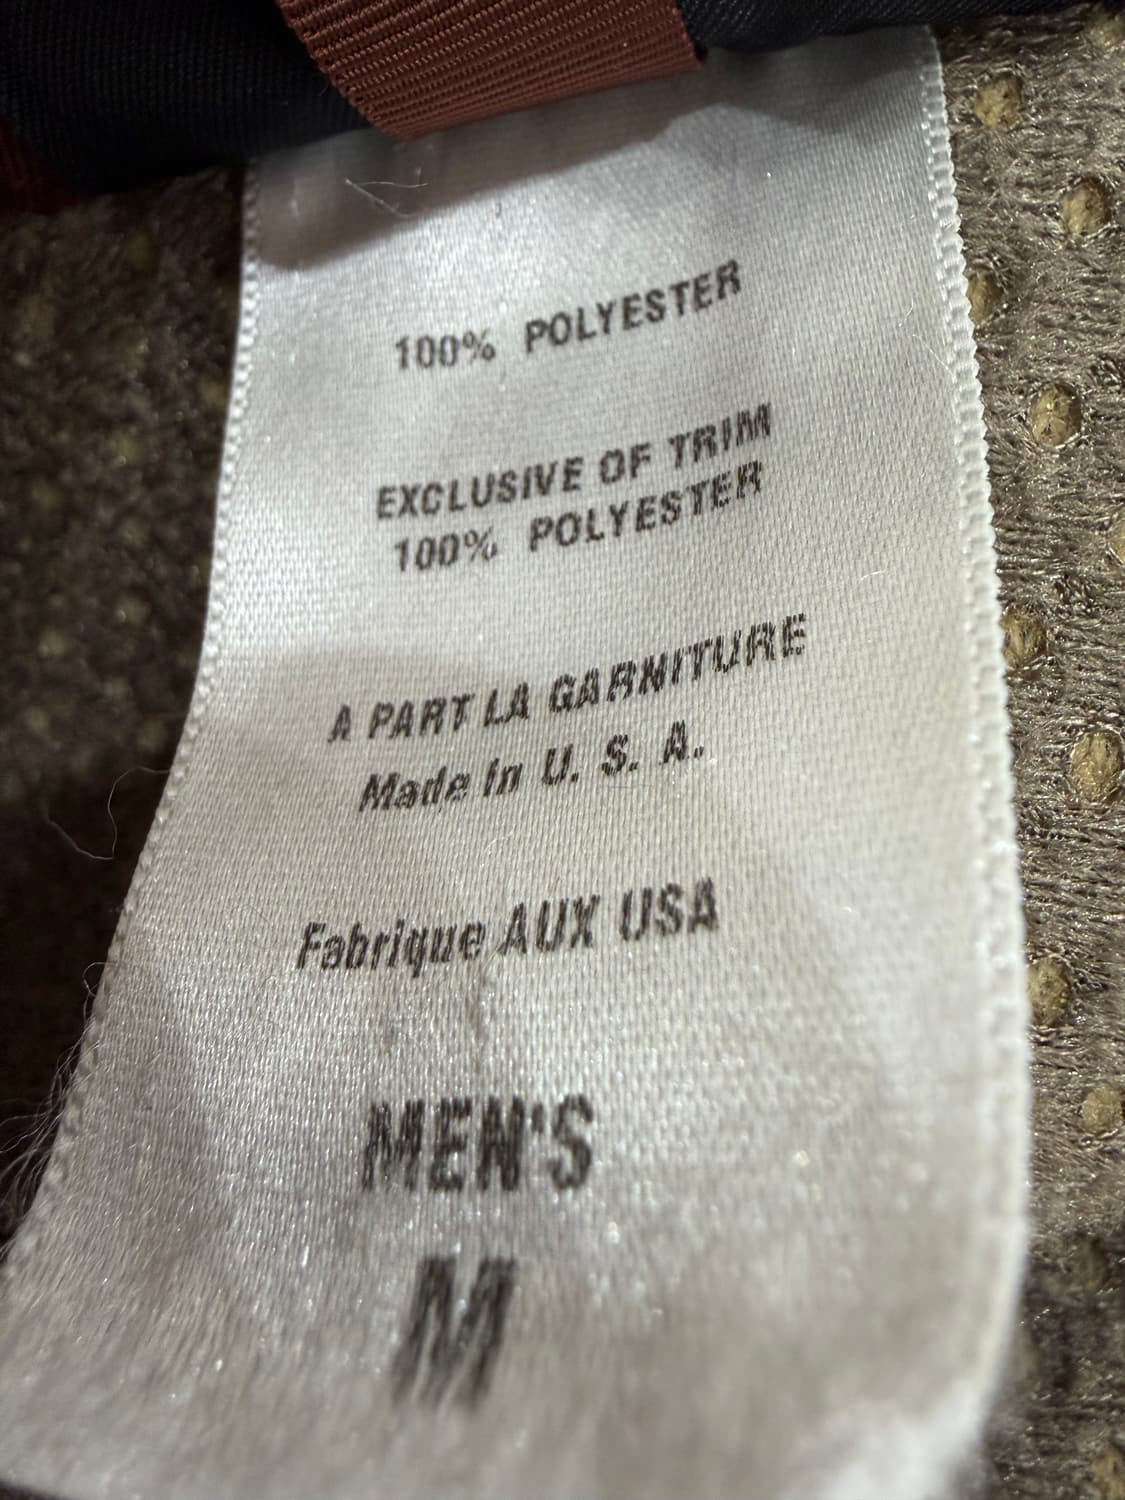 100% POLYESTER
EXCLUSIVE OF TRIM
100% POLYESTER
A PART LA GARNITURE
Made In U. S. A.
Fabrique AUX USA
MEN'S
M